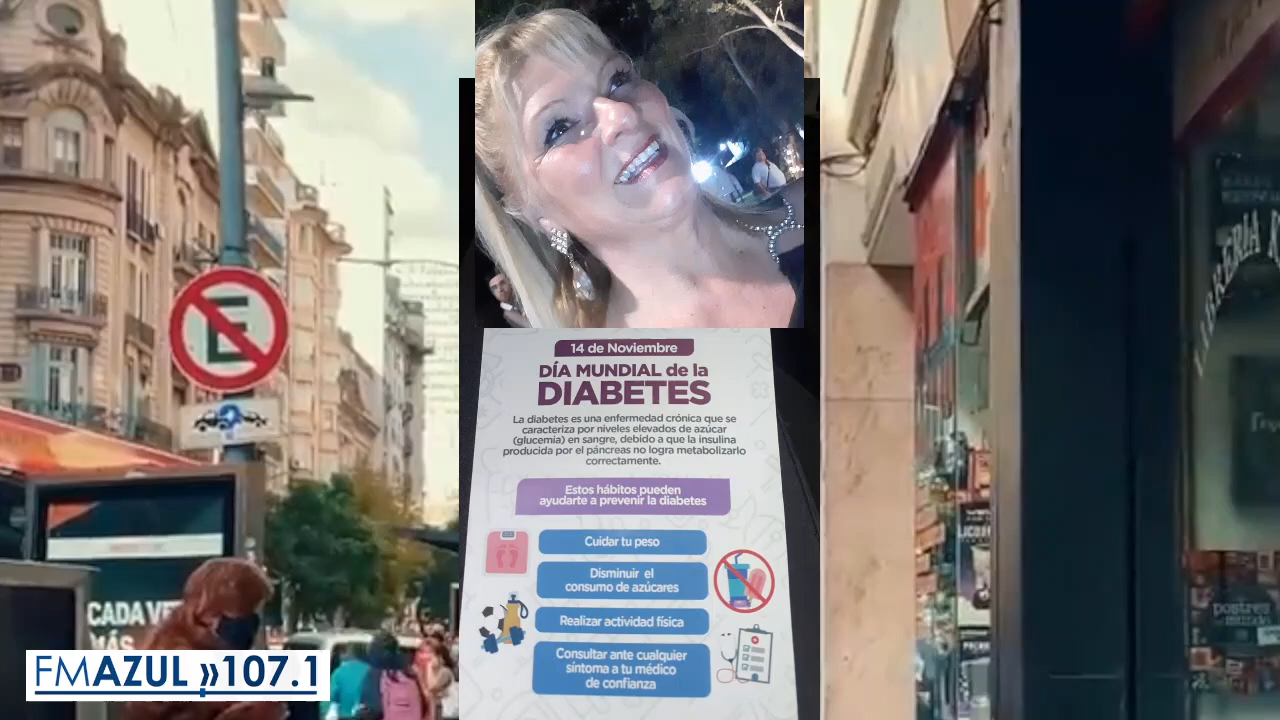 E
CADA VE
MÁS
FMAZUL »107.1
14 de Noviembre
DÍA MUNDIAL de la
DIABETES
La diabetes es una enfermedad crónica que se
caracteriza por niveles elevados de azúcar
(glucemia) en sangre, debido a que la insulina
producida por el páncreas no logra metabolizarlo
correctamente.
Estos hábitos pueden
ayudarte a prevenir la diabetes
Cuidar tu peso
Disminuir el
consumo de azúcares
Realizar actividad física
Consultar ante cualquier
síntoma a tu médico
de confianza
postres